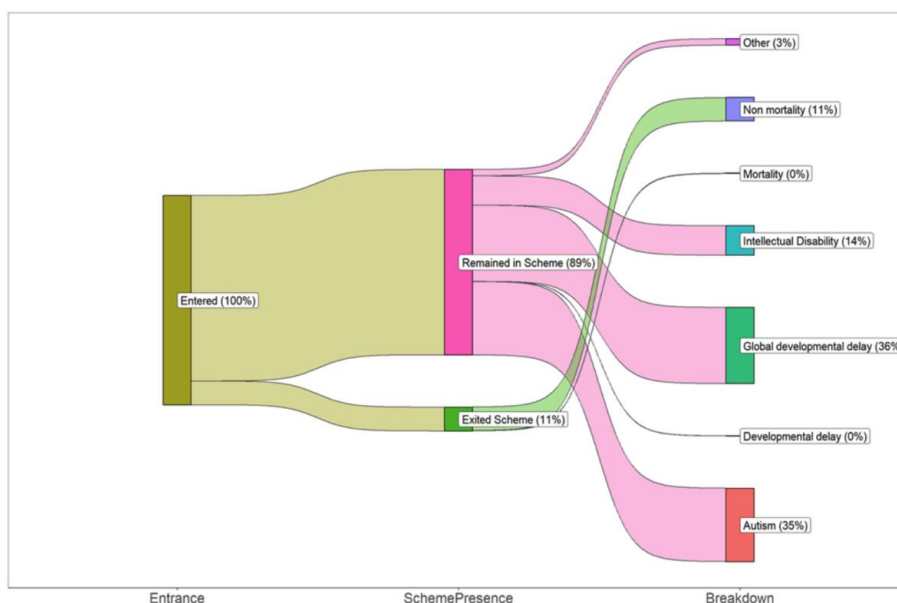 Other (3%)
Non mortality (11%)
Mortality (0%)
Intellectual Disability (14%)
Entered (100%)
Remained in Scheme (89%)
Global developmental delay (36%
Exited Scheme (11%)
Developmental delay (0%)
Autism (35%)
Entrance
SchemePresence
Breakdown